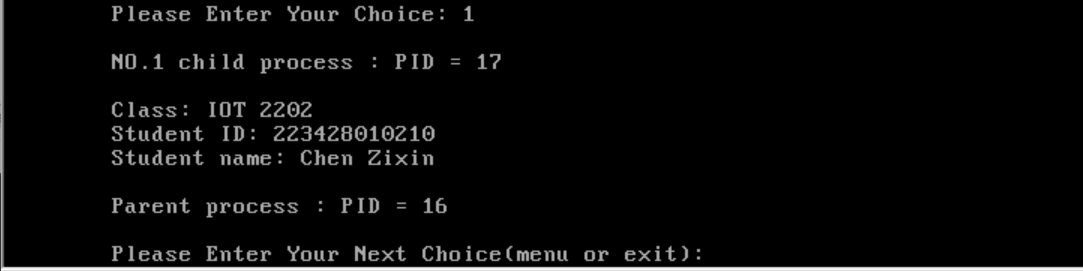 Please Enter Your Choice: 1
NO.1 child process : PID = 17
Class: IOT 2202
Student ID: 223428010210
Student name: Chen Zixin
Parent process : PID = 16
Please Enter Your Next Choice(menu or exit):